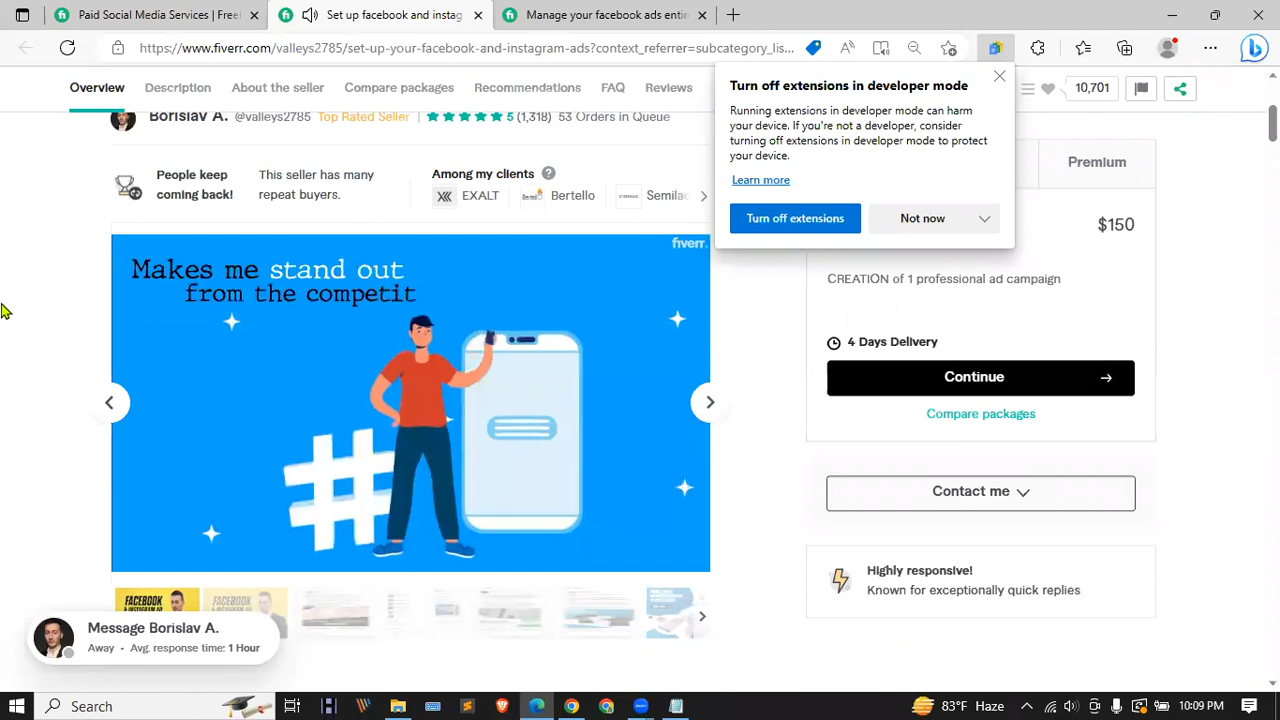 Paid Social Media Services | Freel
Set up facebook and instag
Manage your facebook ads entire
https://www.fiverr.com/valleys2785/set-up-your-facebook-and-instagram-ads?context_referrer=subcategory_lis...
Overview
Description
About the seller
Compare packages
Recommendations
FAQ
Reviews
10,701
Turn off extensions in developer mode
Running extensions in developer mode can harm
your device. If you're not a developer, consider
turning off extensions in developer mode to protect
your device.
Learn more
Turn off extensions
Not now
Borislav A. @valleys2785 Top Rated Seller | 5 (1,318) 53 Orders in Queue
People keep
coming back!
This seller has many
repeat buyers.
Among my clients
EXALT
Bertello
Semilac
Premium
$150
CREATION of 1 professional ad campaign
4 Days Delivery
Continue
Compare packages
Contact me
Highly responsive!
Known for exceptionally quick replies
fiverr.
Makes me stand out
from the competit
FACEBOOK
FACEBOOK
Message Borislav A.
Away • Avg. response time: 1 Hour
Search
83°F Haze
10:09 PM